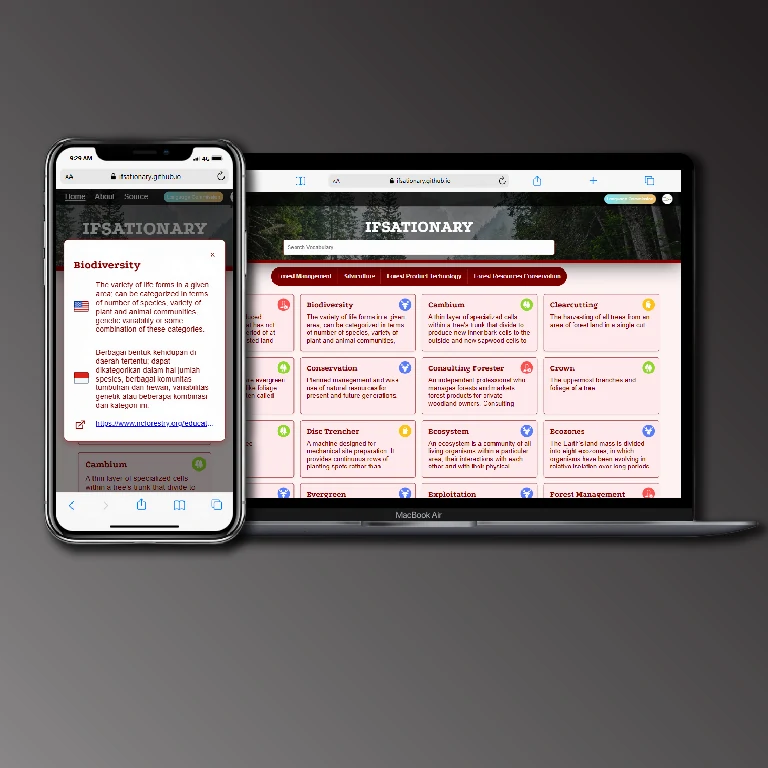 9:29 AM
4G
AA
ifsationary.github.io
Home About Source
IFSATIONARY
Biodiversity
×
The variety of life forms in a given
area; can be categorized in terms
of number of species, variety of
plant and animal communities,
genetic variability or some
combination of these categories.
Berbagai bentuk kehidupan di
daerah tertentu; dapat
dikategorikan dalam hal jumlah
spesies, berbagai komunitas
tumbuhan dan hewan, variabilitas
genetik atau beberapa kombinasi
dari kategori ini.
https://www.ncforestry.org/educat...
Cambium
A thin layer of specialized cells
within a tree's trunk that divide to
AA
ifsationary.github.io
IFSATIONARY
Search Vocabulary
Forest Management
Silviculture
Forest Product Technology
Forest Resources Conservation
Biodiversity
The variety of life forms in a given
area; can be categorized in terms
of number of species, variety of
plant and animal communities,
Cambium
A thin layer of specialized cells
within a tree's trunk that divide to
produce new inner bark cells to the
outside and new sapwood cells to
Clearcutting
The harvesting of all trees from an
area of forest land in a single cut
Conservation
Planned management and wise
use of natural resources for
present and future generations.
Consulting Forester
An independent professional who
manages forests and markets
forest products for private
woodland owners. Consulting
Crown
The uppermost branches and
foliage of a tree.
evergreen
like foliage
often called
Disc Trencher
A machine designed for
mechanical site preparation. It
provides continuous rows of
planting spots rather than
Ecosystem
An ecosystem is a community of all
living organisms within a particular
area, their interactions with each
other and with their physical
Ecozones
The Earth's land mass is divided
into eight ecozones, in which
organisms have been evolving in
relative isolation over long periods
Evergreen
Exploitation
Forest Management
MacBook Air